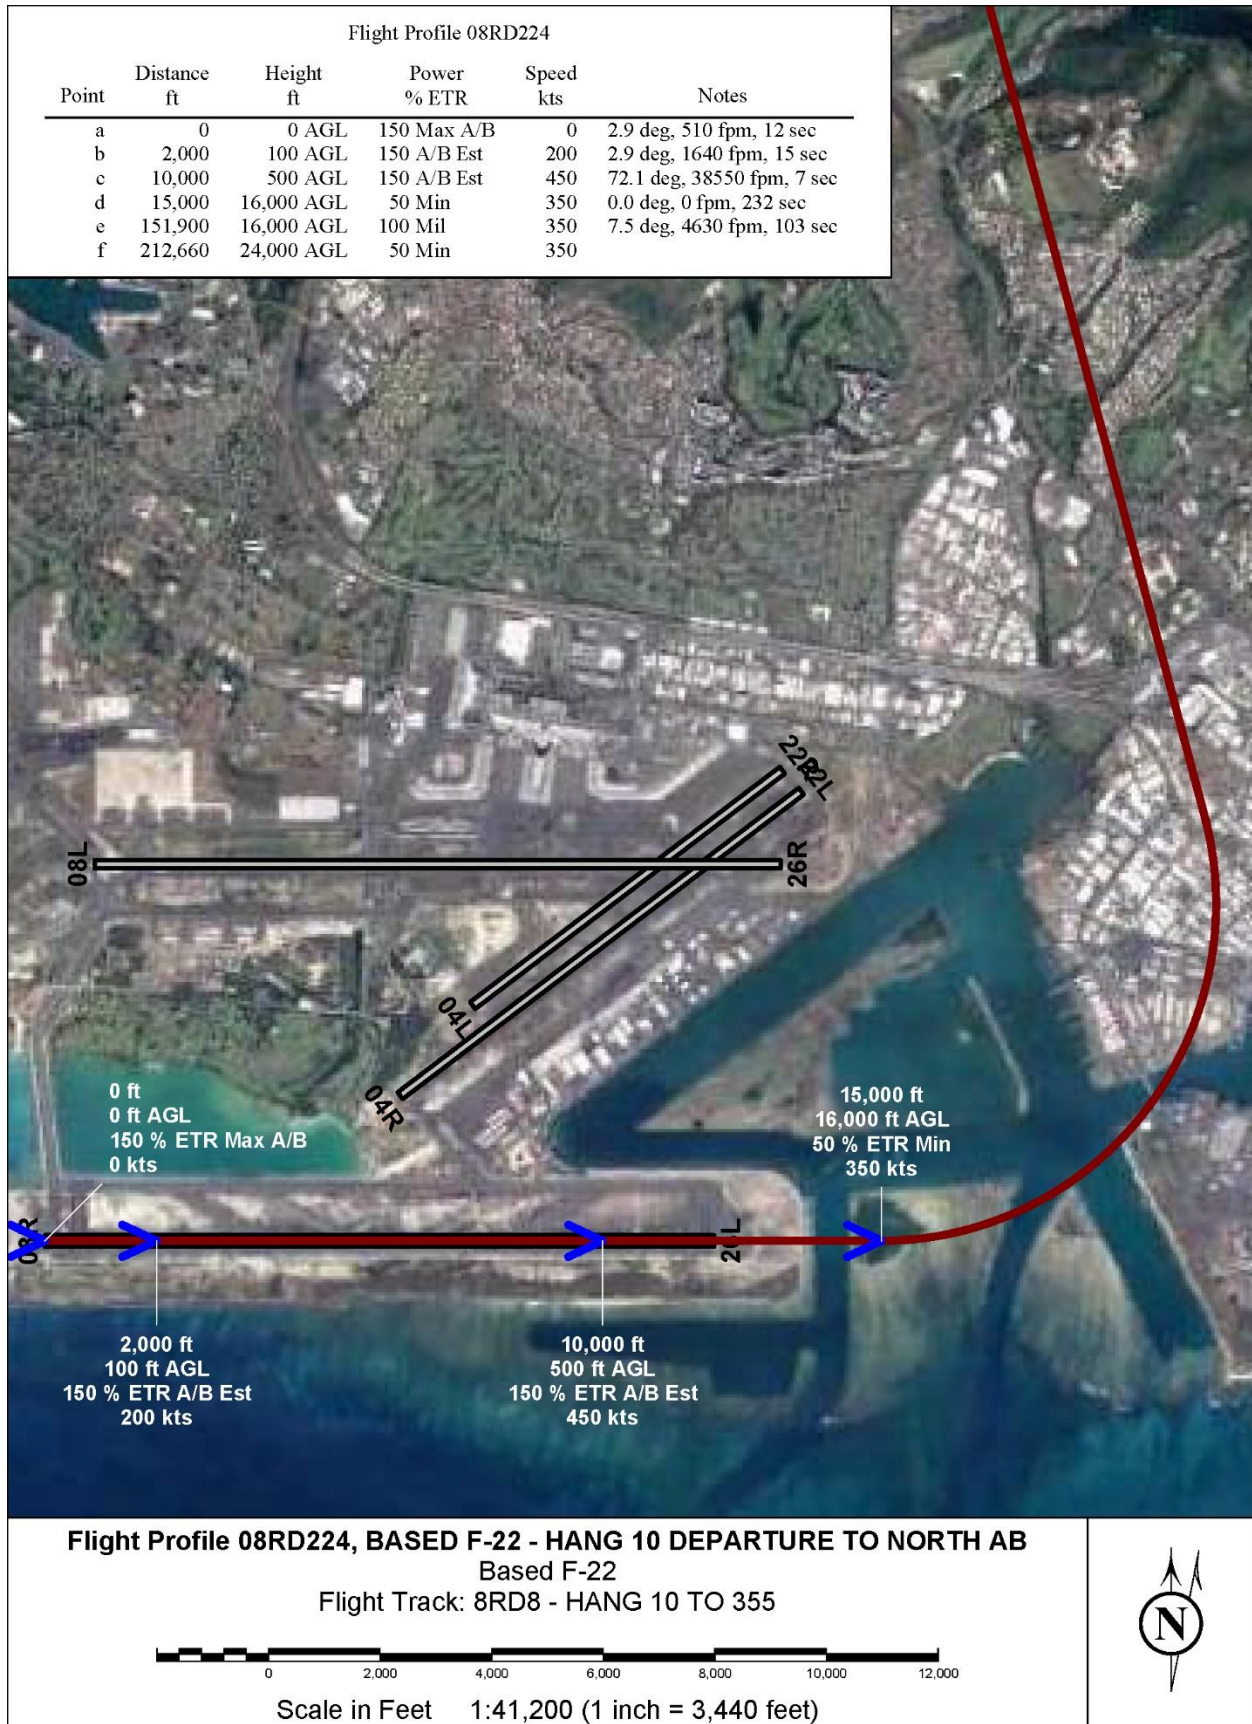 Flight Profile 08RD224
Distance Height Power Speed
Point ft ft % ETR kts Notes
a 0 0 AGL 150 Max A/B 0 2.9 deg, 510 fpm, 12 sec
b 2,000 100 AGL 150 A/B Est 200 2.9 deg, 1640 fpm, 15 sec
c 10,000 500 AGL 150 A/B Est 450 72.1 deg, 38550 fpm, 7 sec
d 15,000 16,000 AGL 50 Min 350 0.0 deg, 0 fpm, 232 sec
e 151,900 16,000 AGL 100 Mil 350 7.5 deg, 4630 fpm, 103 sec
f 212,660 24,000 AGL 50 Min 350
22R
22L
08L
26R
04L
04R
0 ft
0 ft AGL
150 % ETR Max A/B
0 kts
15,000 ft
16,000 ft AGL
50 % ETR Min
350 kts
08R
2,000 ft
100 ft AGL
150 % ETR A/B Est
200 kts
10,000 ft
500 ft AGL
150 % ETR A/B Est
450 kts
Flight Profile 08RD224, BASED F-22 - HANG 10 DEPARTURE TO NORTH AB
Based F-22
Flight Track: 8RD8 - HANG 10 TO 355
0 2,000 4,000 6,000 8,000 10,000 12,000
Scale in Feet 1:41,200 (1 inch = 3,440 feet)
N